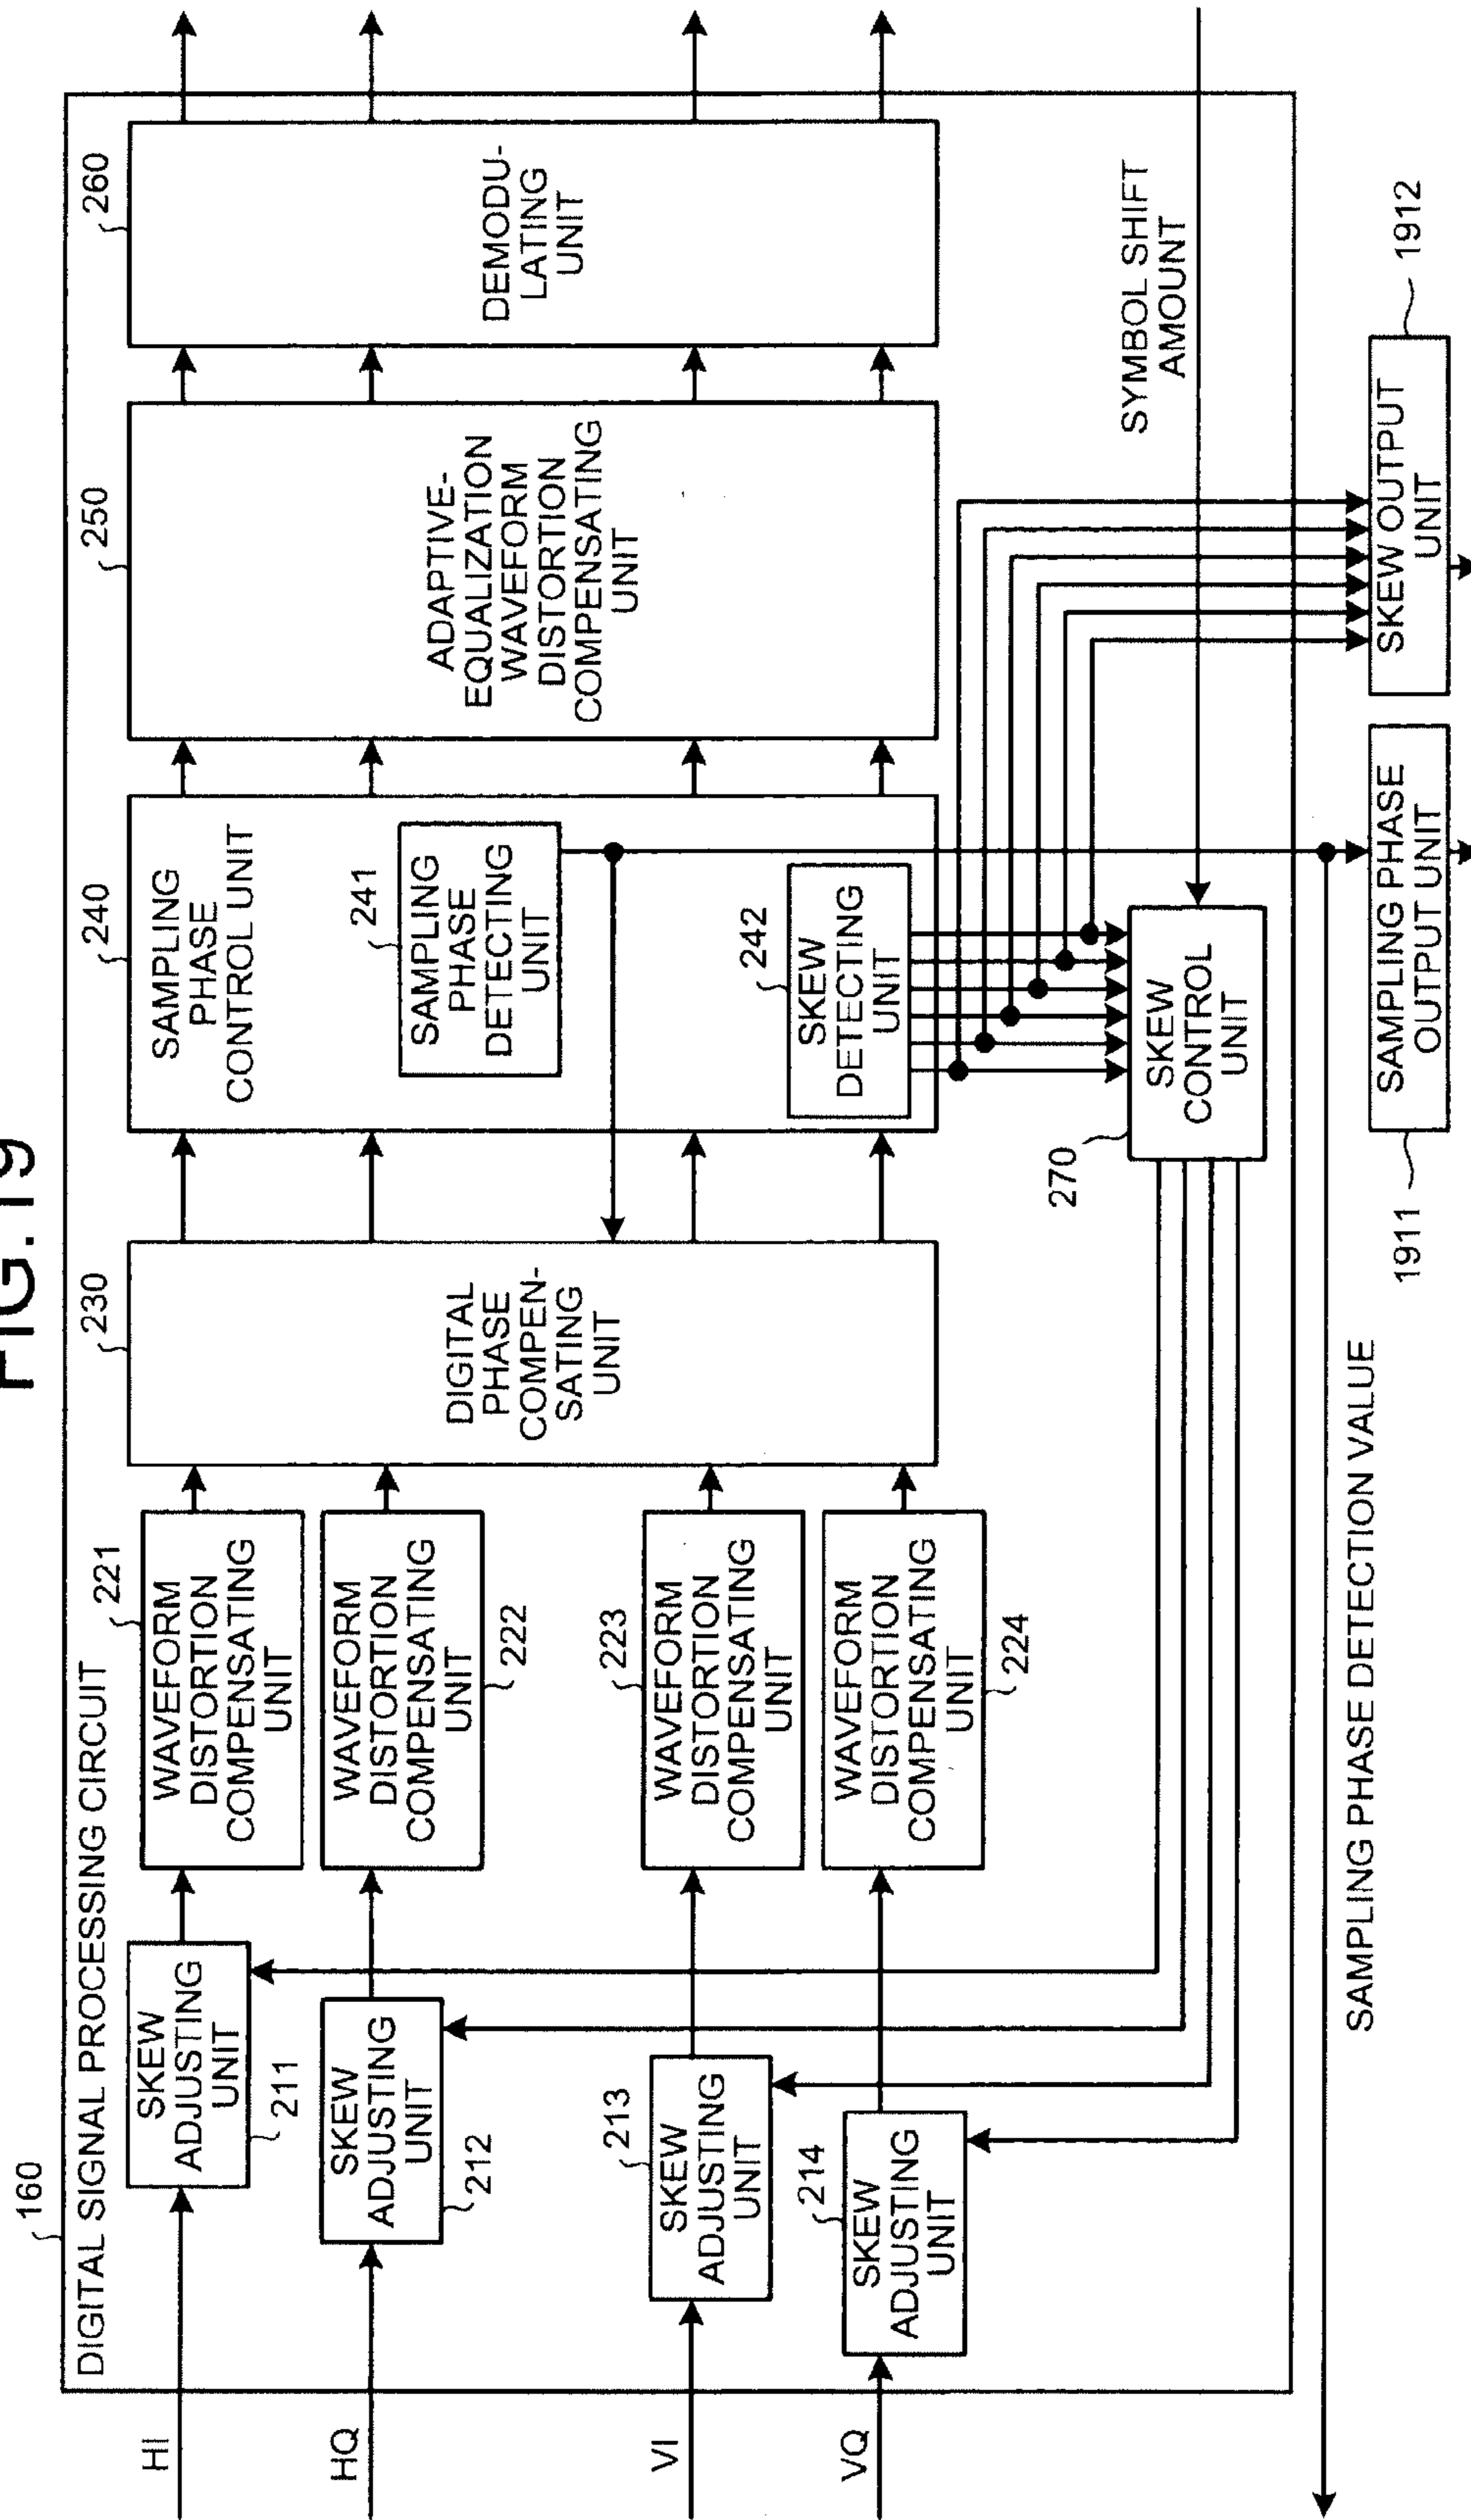 FIG.19
160
DIGITAL SIGNAL PROCESSING CIRCUIT
HI
HQ
VI
VQ
SKEW
ADJUSTING
UNIT
211
SKEW
ADJUSTING
UNIT
212
213
SKEW
ADJUSTING
UNIT
214
SKEW
ADJUSTING
UNIT
221
WAVEFORM
DISTORTION
COMPENSATING
UNIT
WAVEFORM
DISTORTION
COMPENSATING
UNIT
222
223
WAVEFORM
DISTORTION
COMPENSATING
UNIT
WAVEFORM
DISTORTION
COMPENSATING
UNIT
224
230
DIGITAL
PHASE
COMPEN-
SATING
UNIT
240
SAMPLING
PHASE
CONTROL UNIT
241
SAMPLING
PHASE
DETECTING
UNIT
242
SKEW
DETECTING
UNIT
250
ADAPTIVE-
EQUALIZATION
WAVEFORM
DISTORTION
COMPENSATING
UNIT
260
DEMODU-
LATING
UNIT
270
SKEW
CONTROL
UNIT
SYMBOL SHIFT
AMOUNT
SAMPLING PHASE DETECTION VALUE
1911
SAMPLING PHASE
OUTPUT UNIT
SKEW OUTPUT
UNIT
1912